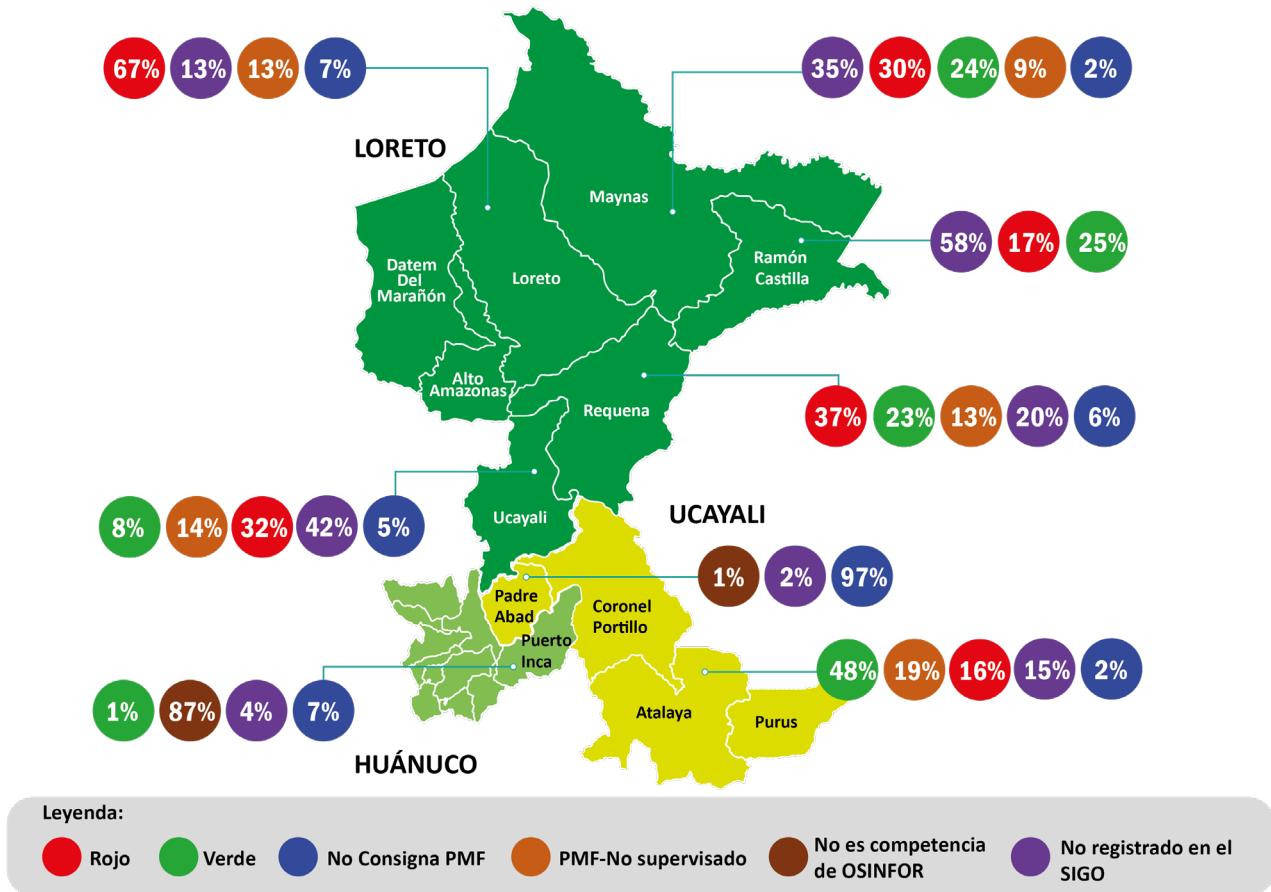 67% 13% 13% 7%
35% 30% 24% 9% 2%
LORETO
Maynas
58% 17% 25%
Ramón
Castilla
Datem
Del
Marañón
Loreto
Alto
Amazonas
Requena
37% 23% 13% 20% 6%
8% 14% 32% 42% 5%
Ucayali
UCAYALI
1% 2% 97%
Padre
Abad
Coronel
Portillo
Puerto
Inca
48% 19% 16% 15% 2%
1% 87% 4% 7%
Atalaya
Purus
HUÁNUCO
Leyenda:
Rojo
Verde
No Consigna PMF
PMF-No supervisado
No es competencia
de OSINFOR
No registrado en el
SIGO